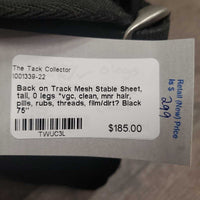 The Tack Collector
1001339-22
Back on Track Mesh Stable Sheet,
tail, 0 legs *vgc, clean, mnr hair,
pills, rubs, threads, film/dirt? Black
75"
TWUC3L
$185.00
Retail (New) Price
is $
299